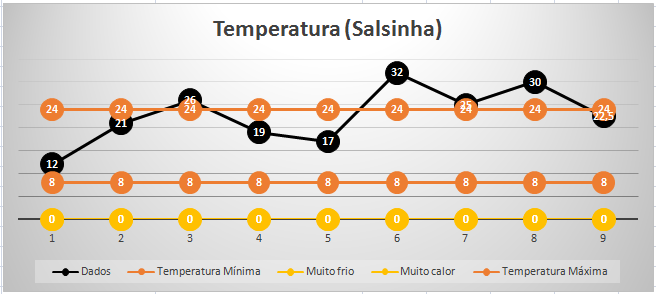 Temperatura (Salsinha)
32
30
26
25
24 24 24 24 24 24 24 24 24
21
22,5
19
17
12
8 8 8 8 8 8 8 8 8
0 0 0 0 0 0 0 0 0
1 2 3 4 5 6 7 8 9
Dados Temperatura Mínima Muito frio Muito calor Temperatura Máxima